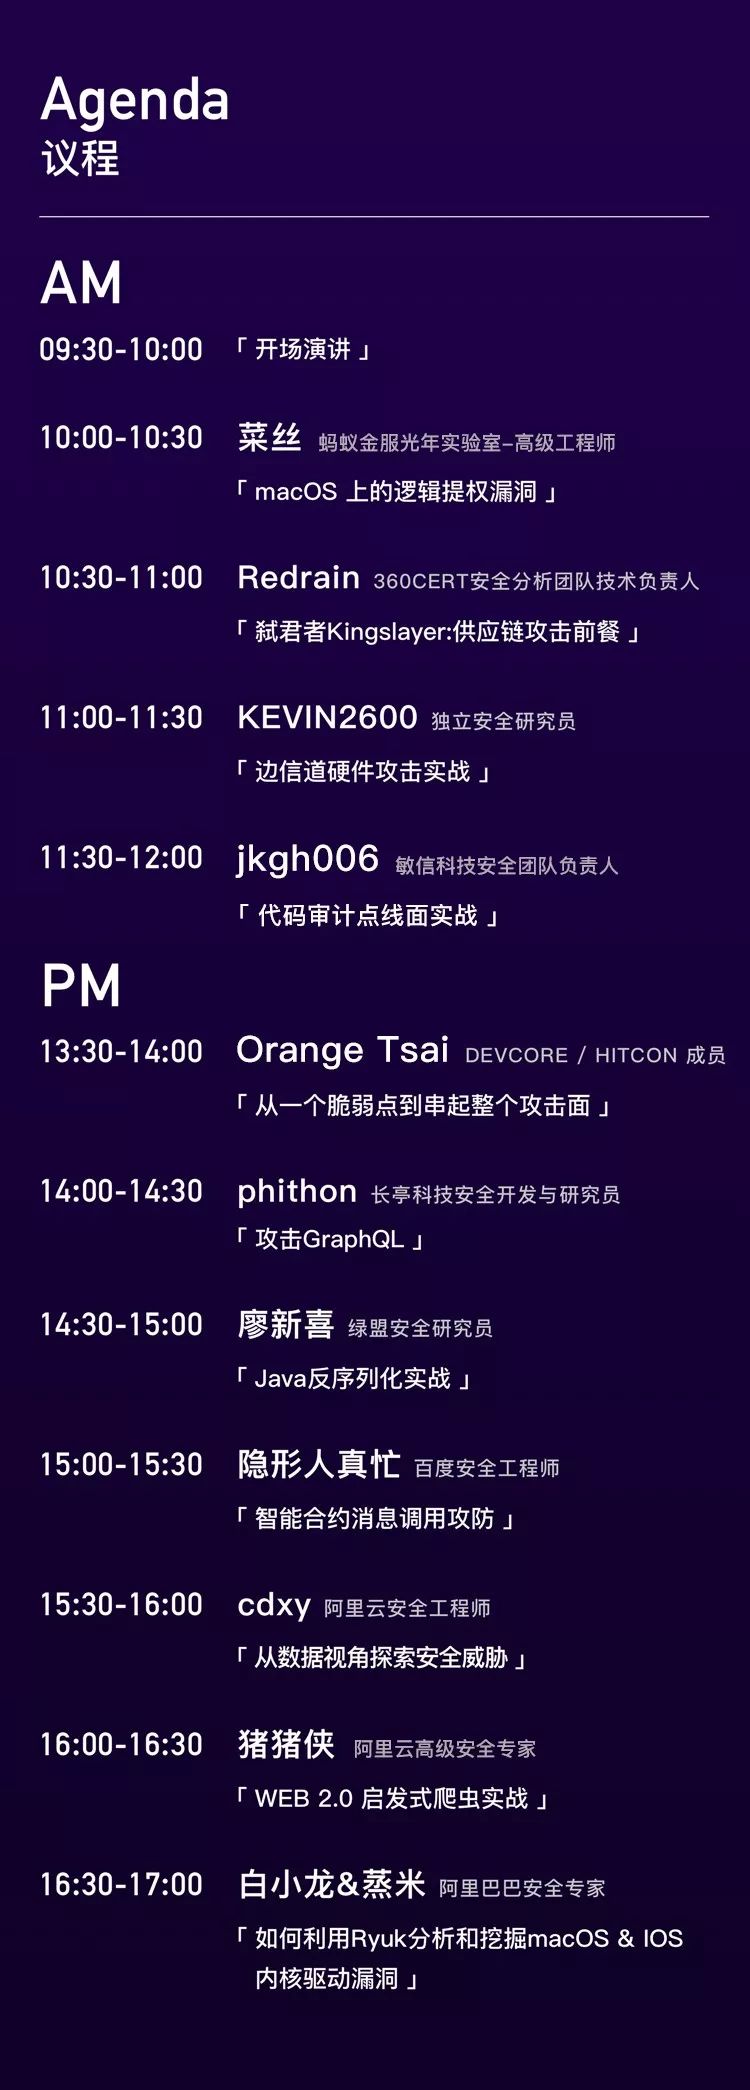 Agenda
议程
AM
09:30-10:00 「 开场演讲 」
10:00-10:30 菜丝 蚂蚁金服光年实验室-高级工程师
「 macOS 上的逻辑提权漏洞 」
10:30-11:00 Redrain 360CERT安全分析团队技术负责人
「 弑君者Kingslayer:供应链攻击前餐 」
11:00-11:30 KEVIN2600 独立安全研究员
「 边信道硬件攻击实战 」
11:30-12:00 jkgh006 敏信科技安全团队负责人
「 代码审计点线面实战 」
PM
13:30-14:00 Orange Tsai DEVCORE / HITCON 成员
「 从一个脆弱点到串起整个攻击面 」
14:00-14:30 phithon 长亭科技安全开发与研究员
「 攻击GraphQL 」
14:30-15:00 廖新喜 绿盟安全研究员
「 Java反序列化实战 」
15:00-15:30 隐形人真忙 百度安全工程师
「 智能合约消息调用攻防 」
15:30-16:00 cdxy 阿里云安全工程师
「 从数据视角探索安全威胁 」
16:00-16:30 猪猪侠 阿里云高级安全专家
「 WEB 2.0 启发式爬虫实战 」
16:30-17:00 白小龙&蒸米 阿里巴巴安全专家
「 如何利用Ryuk分析和挖掘macOS & IOS
内核驱动漏洞 」